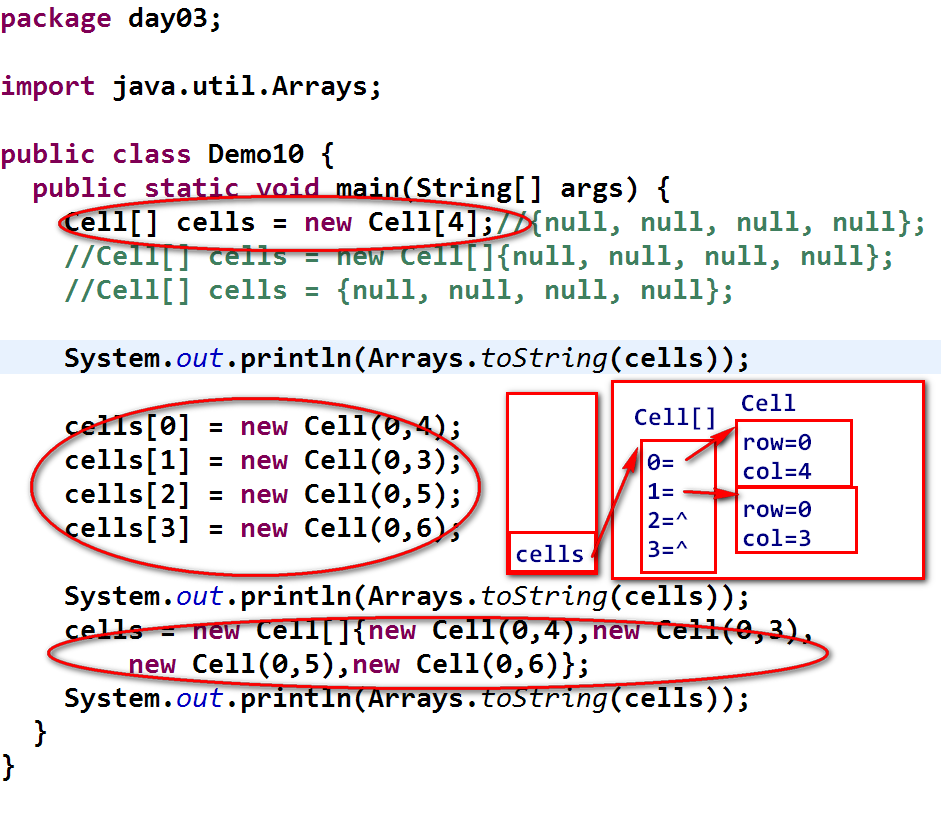 package day03;
import java.util.Arrays;
public class Demo10 {
public static void main(String[] args) {
Cell[] cells = new Cell[4];//{null, null, null, null};
//Cell[] cells = new Cell[]{null, null, null, null};
//Cell[] cells = {null, null, null, null};
System.out.println(Arrays.toString(cells));
cells[0] = new Cell(0,4);
cells[1] = new Cell(0,3);
cells[2] = new Cell(0,5);
cells[3] = new Cell(0,6);
cells
Cell[]
0=
1=
2=^
3=^
Cell
row=0
col=4
row=0
col=3
System.out.println(Arrays.toString(cells));
cells = new Cell[]{new Cell(0,4),new Cell(0,3),
new Cell(0,5),new Cell(0,6)};
System.out.println(Arrays.toString(cells));
}
}